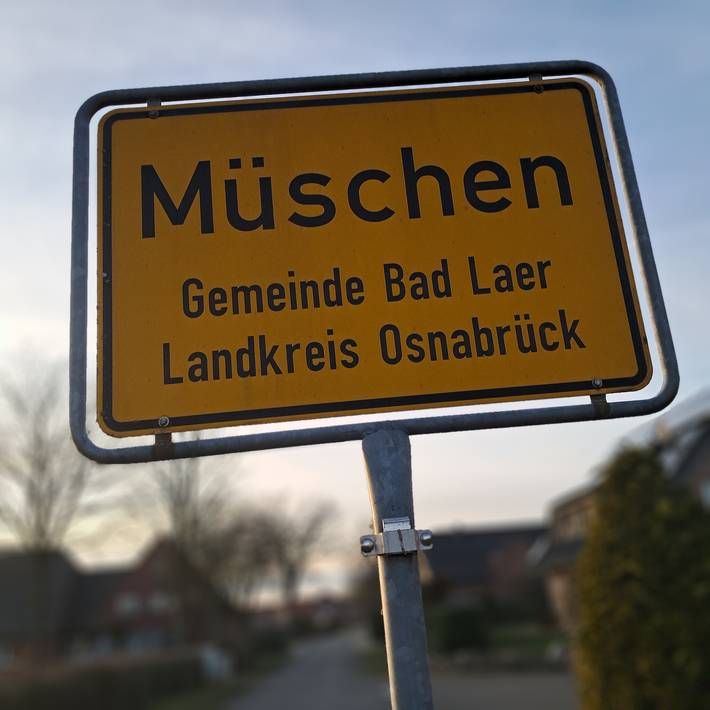 Müschen
Gemeinde Bad Laer
Landkreis Osnabrück